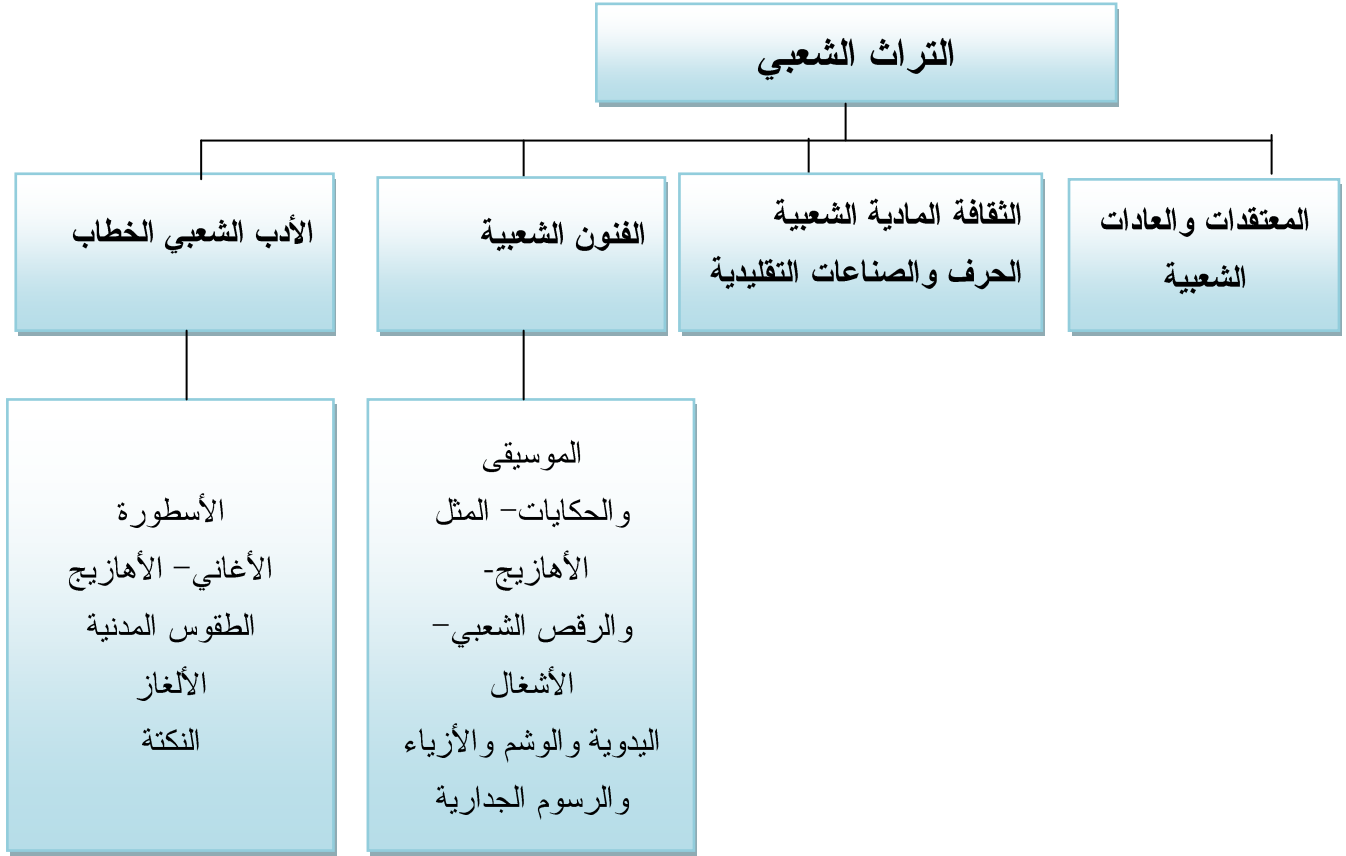 التراث الشعبي
المعتقدات والعادات
الشعبية
الثقافة المادية الشعبية
الحرف والصناعات التقليدية
الفنون الشعبية
الأدب الشعبي الخطاب
الموسيقى
والحكايات– المثل
الأهازيج-
والرقص الشعبي–
الأشغال
اليدوية والوشم والأزياء
والرسوم الجدارية
الأسطورة
الأغاني– الأهازيج
الطقوس المدنية
الألغاز
النكتة